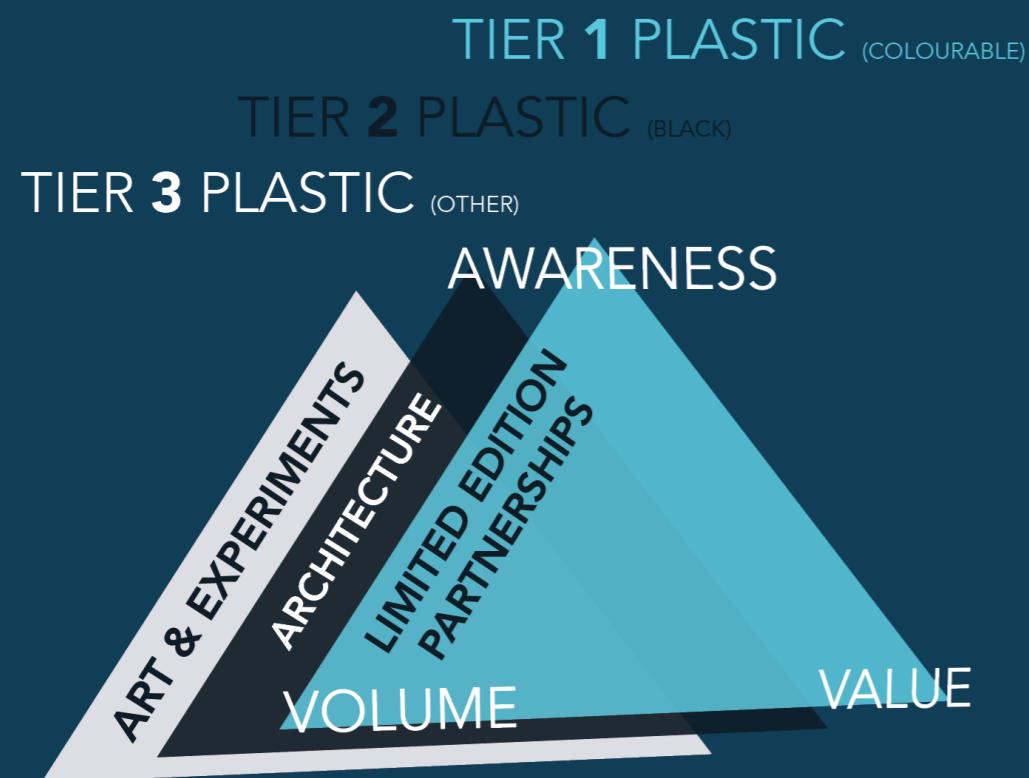 TIER 1 PLASTIC (COLOURABLE)
TIER 2 PLASTIC (BLACK)
TIER 3 PLASTIC (OTHER)
AWARENESS
ART & EXPERIMENTS
ARCHITECTURE
LIMITED EDITION
PARTNERSHIPS
VOLUME
VALUE